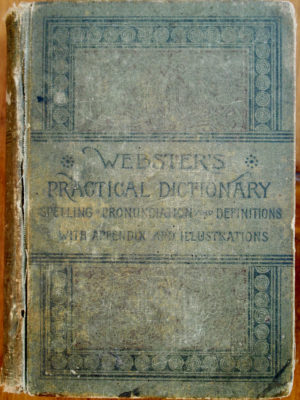 WEBSTER'S
PRACTICAL DICTIONARY
SPELLING PRONUNCIATION AND DEFINITIONS
WITH APPENDIX AND ILLUSTRATIONS